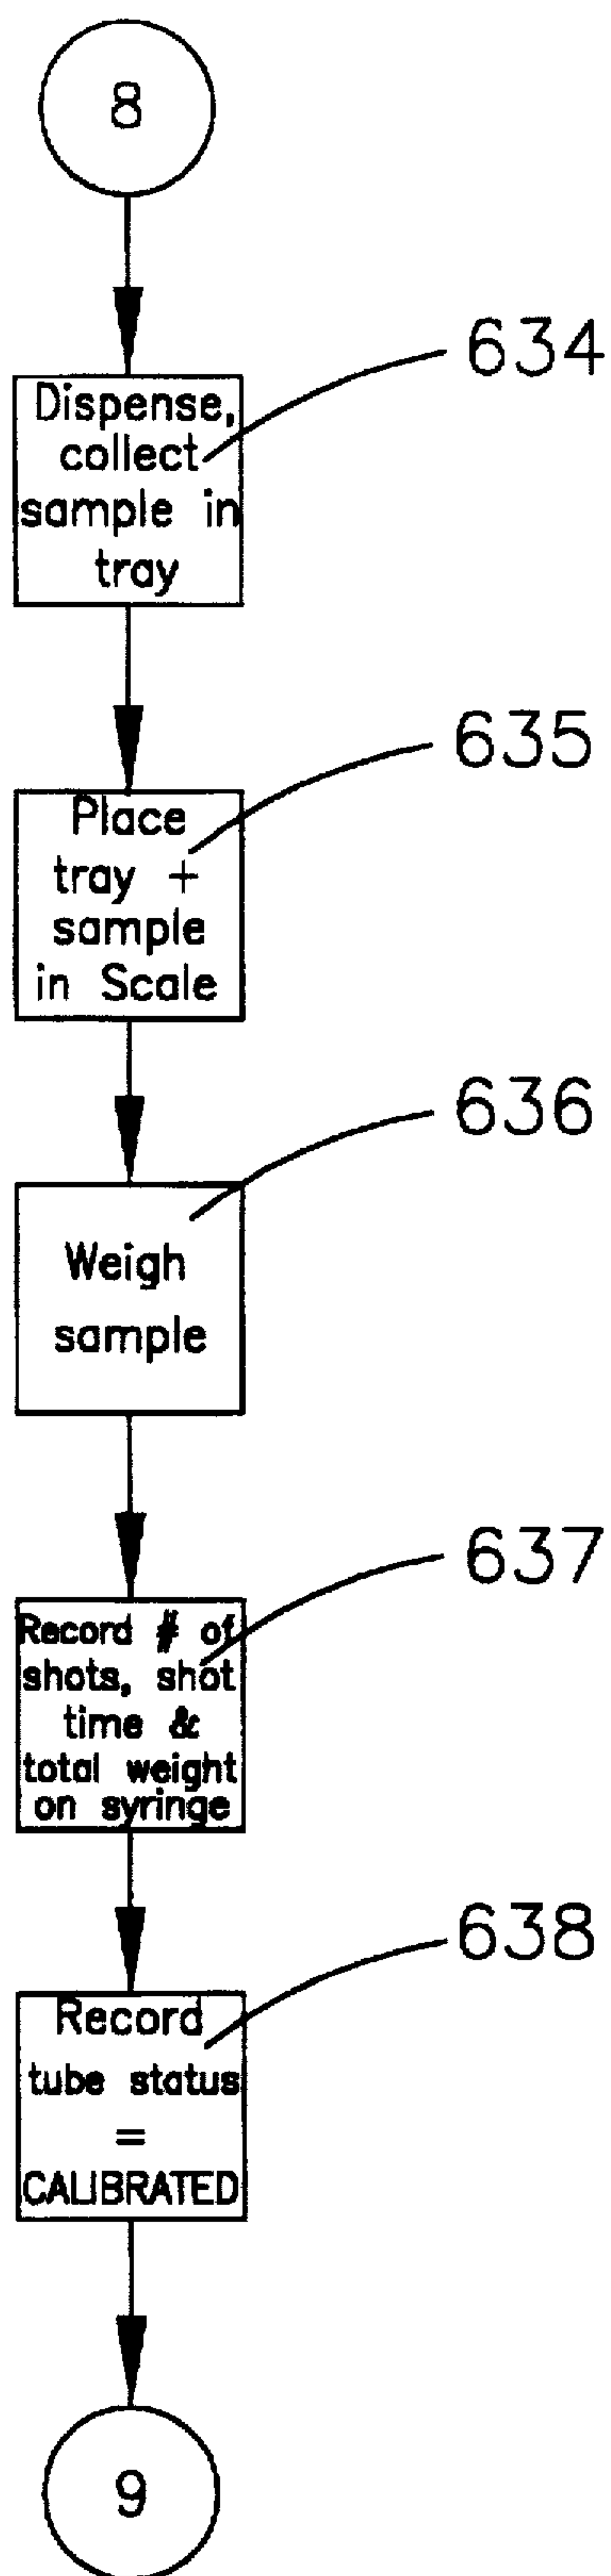 8
634
Dispense,
collect
sample in
tray
635
Place
tray +
sample
in Scale
636
Weigh
sample
637
Record # of
shots, shot
time &
total weight
on syringe
638
Record
tube status
=
CALIBRATED
9